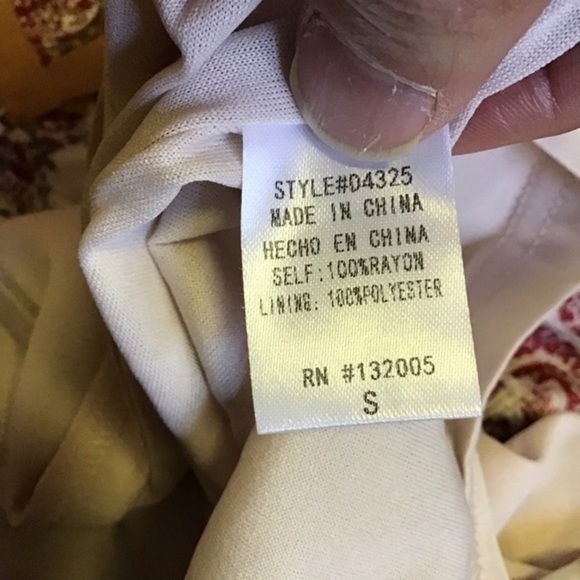 STYLE#D4325
MADE IN CHINA
HECHO EN CHINA
SELF:100%RAYON
LINING: 100%POLYESTER
RN #132005
S